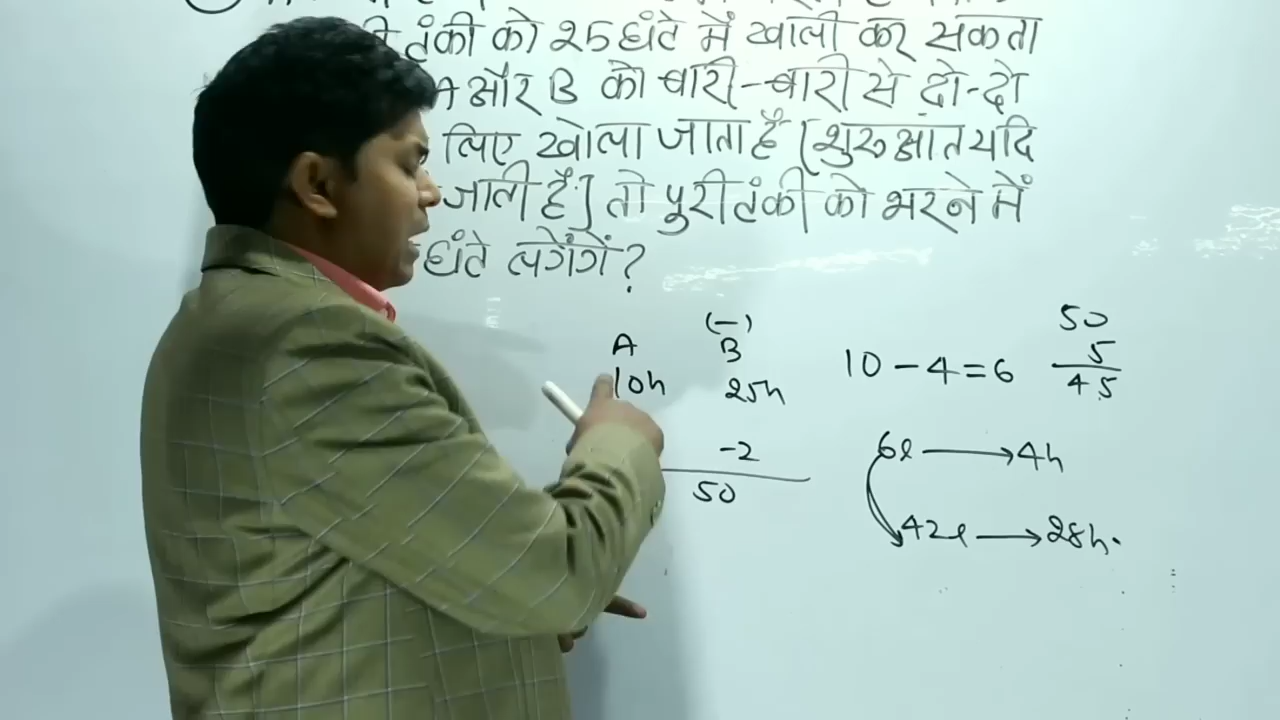 टंकी को 25 घंटे में खाली कर सकता
A और B को बारी-बारी से दो-दो
लिए खोला जाता है [शुरुआत यदि
जाती है] तो पुरी टंकी को भरने में
घंटे लगेंगें?
(-)
A B
10h 25h
-2
50
10-4=6
50
5
45
6l → 4h
42l → 28h.